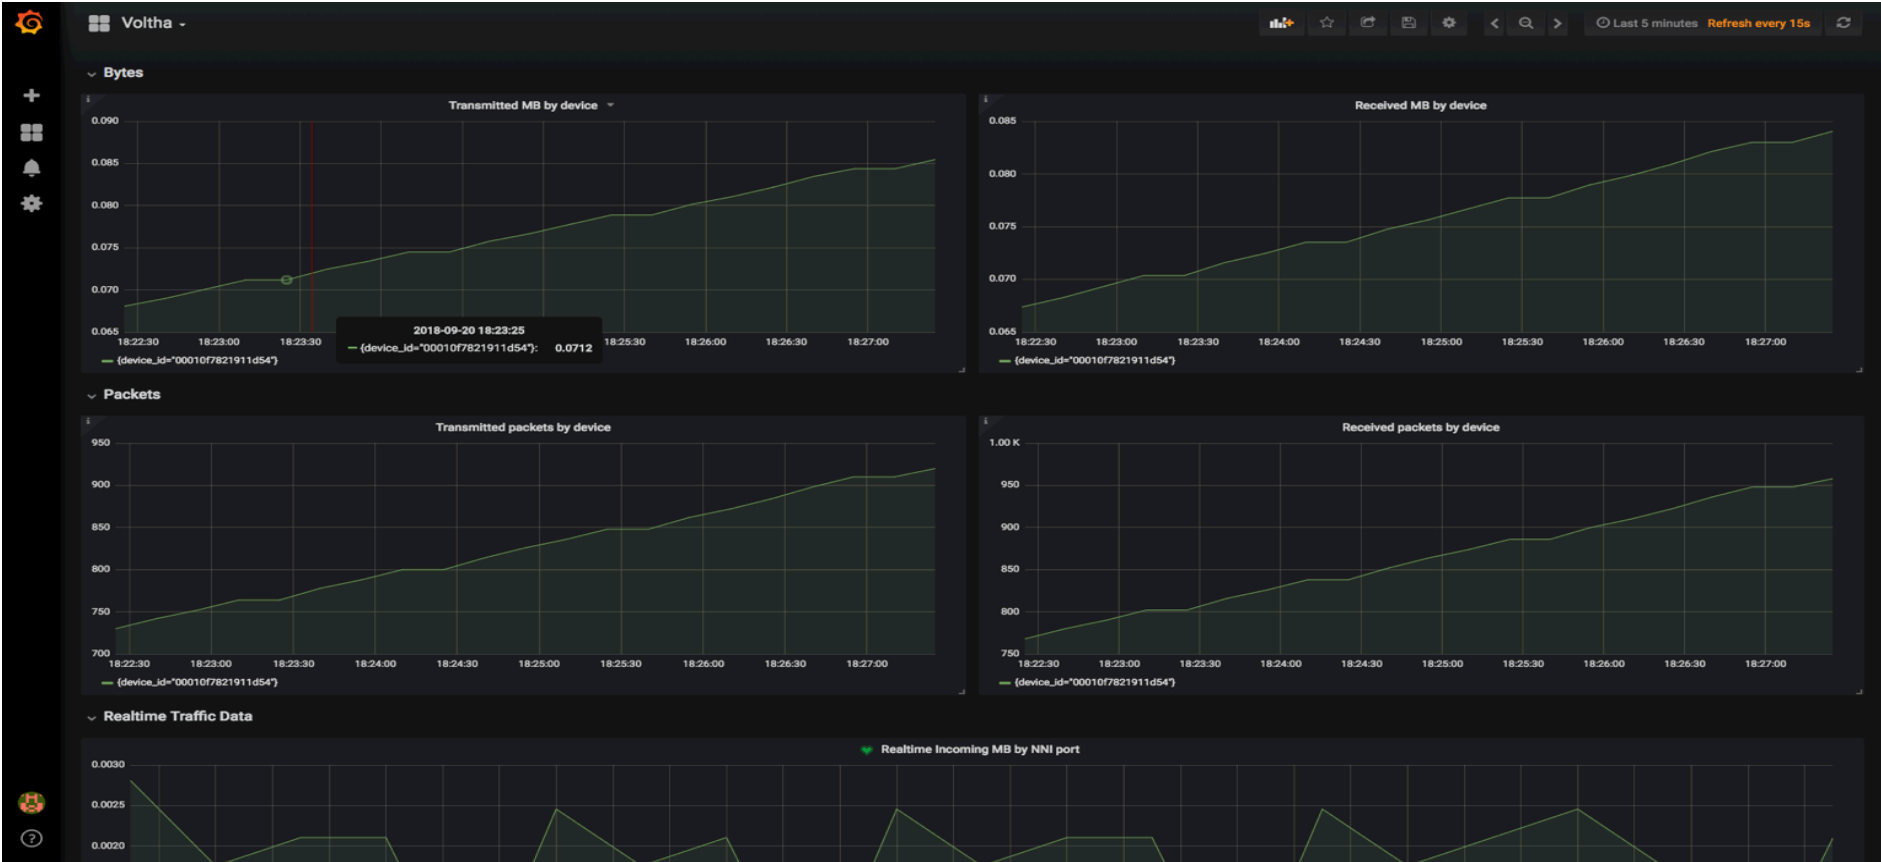 Voltha
Last 5 minutes Refresh every 15s
Bytes
Transmitted MB by device
0.090
0.085
0.080
0.075
0.070
0.065
18:22:30 18:23:00 18:23:30 18:25:30 18:26:00 18:26:30 18:27:00
2018-09-20 18:23:25
{device_id="00010f7821911d54"}: 0.0712
{device_id="00010f7821911d54"}
Received MB by device
0.085
0.080
0.075
0.070
0.065
18:22:30 18:23:00 18:23:30 18:24:00 18:24:30 18:25:00 18:25:30 18:26:00 18:26:30 18:27:00
{device_id="00010f7821911d54"}
Packets
Transmitted packets by device
950
900
850
800
750
700
18:22:30 18:23:00 18:23:30 18:24:00 18:24:30 18:25:00 18:25:30 18:26:00 18:26:30 18:27:00
{device_id="00010f7821911d54"}
Received packets by device
1.00 K
950
900
850
800
750
18:22:30 18:23:00 18:23:30 18:24:00 18:24:30 18:25:00 18:25:30 18:26:00 18:26:30 18:27:00
{device_id="00010f7821911d54"}
Realtime Traffic Data
Realtime Incoming MB by NNI port
0.0030
0.0025
0.0020